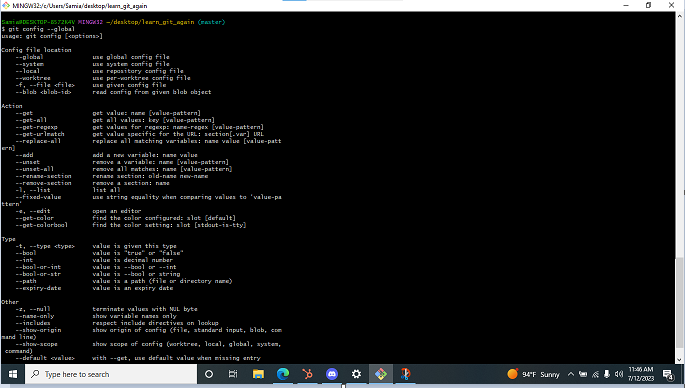 MINGW32:/c/Users/Samia/desktop/learn_git_again
Samia@DESKTOP-8572KAV MINGW32 ~/desktop/learn_git_again (master)
$ git config --global
usage: git config [<options>]
Config file location
--global use global config file
--system use system config file
--local use repository config file
--worktree use per-worktree config file
-f, --file <file> use given config file
--blob <blob-id> read config from given blob object
Action
--get get value: name [value-pattern]
--get-all get all values: key [value-pattern]
--get-regexp get values for regexp: name-regex [value-pattern]
--get-urlmatch get value specific for the URL: section[.var] URL
--replace-all replace all matching variables: name value [value-patt
ern]
--add add a new variable: name value
--unset remove a variable: name [value-pattern]
--unset-all remove all matches: name [value-pattern]
--rename-section rename section: old-name new-name
--remove-section remove a section: name
-l, --list list all
--fixed-value use string equality when comparing values to 'value-pa
ttern'
-e, --edit open an editor
--get-color find the color configured: slot [default]
--get-colorbool find the color setting: slot [stdout-is-tty]
Type
-t, --type <type> value is given this type
--bool value is "true" or "false"
--int value is decimal number
--bool-or-int value is --bool or --int
--bool-or-str value is --bool or string
--path value is a path (file or directory name)
--expiry-date value is an expiry date
Other
-z, --null terminate values with NUL byte
--name-only show variable names only
--includes respect include directives on lookup
--show-origin show origin of config (file, standard input, blob, com
mand line)
--show-scope show scope of config (worktree, local, global, system,
command)
--default <value> with --get, use default value when missing entry
Type here to search
94°F Sunny
11:46 AM
7/12/2023